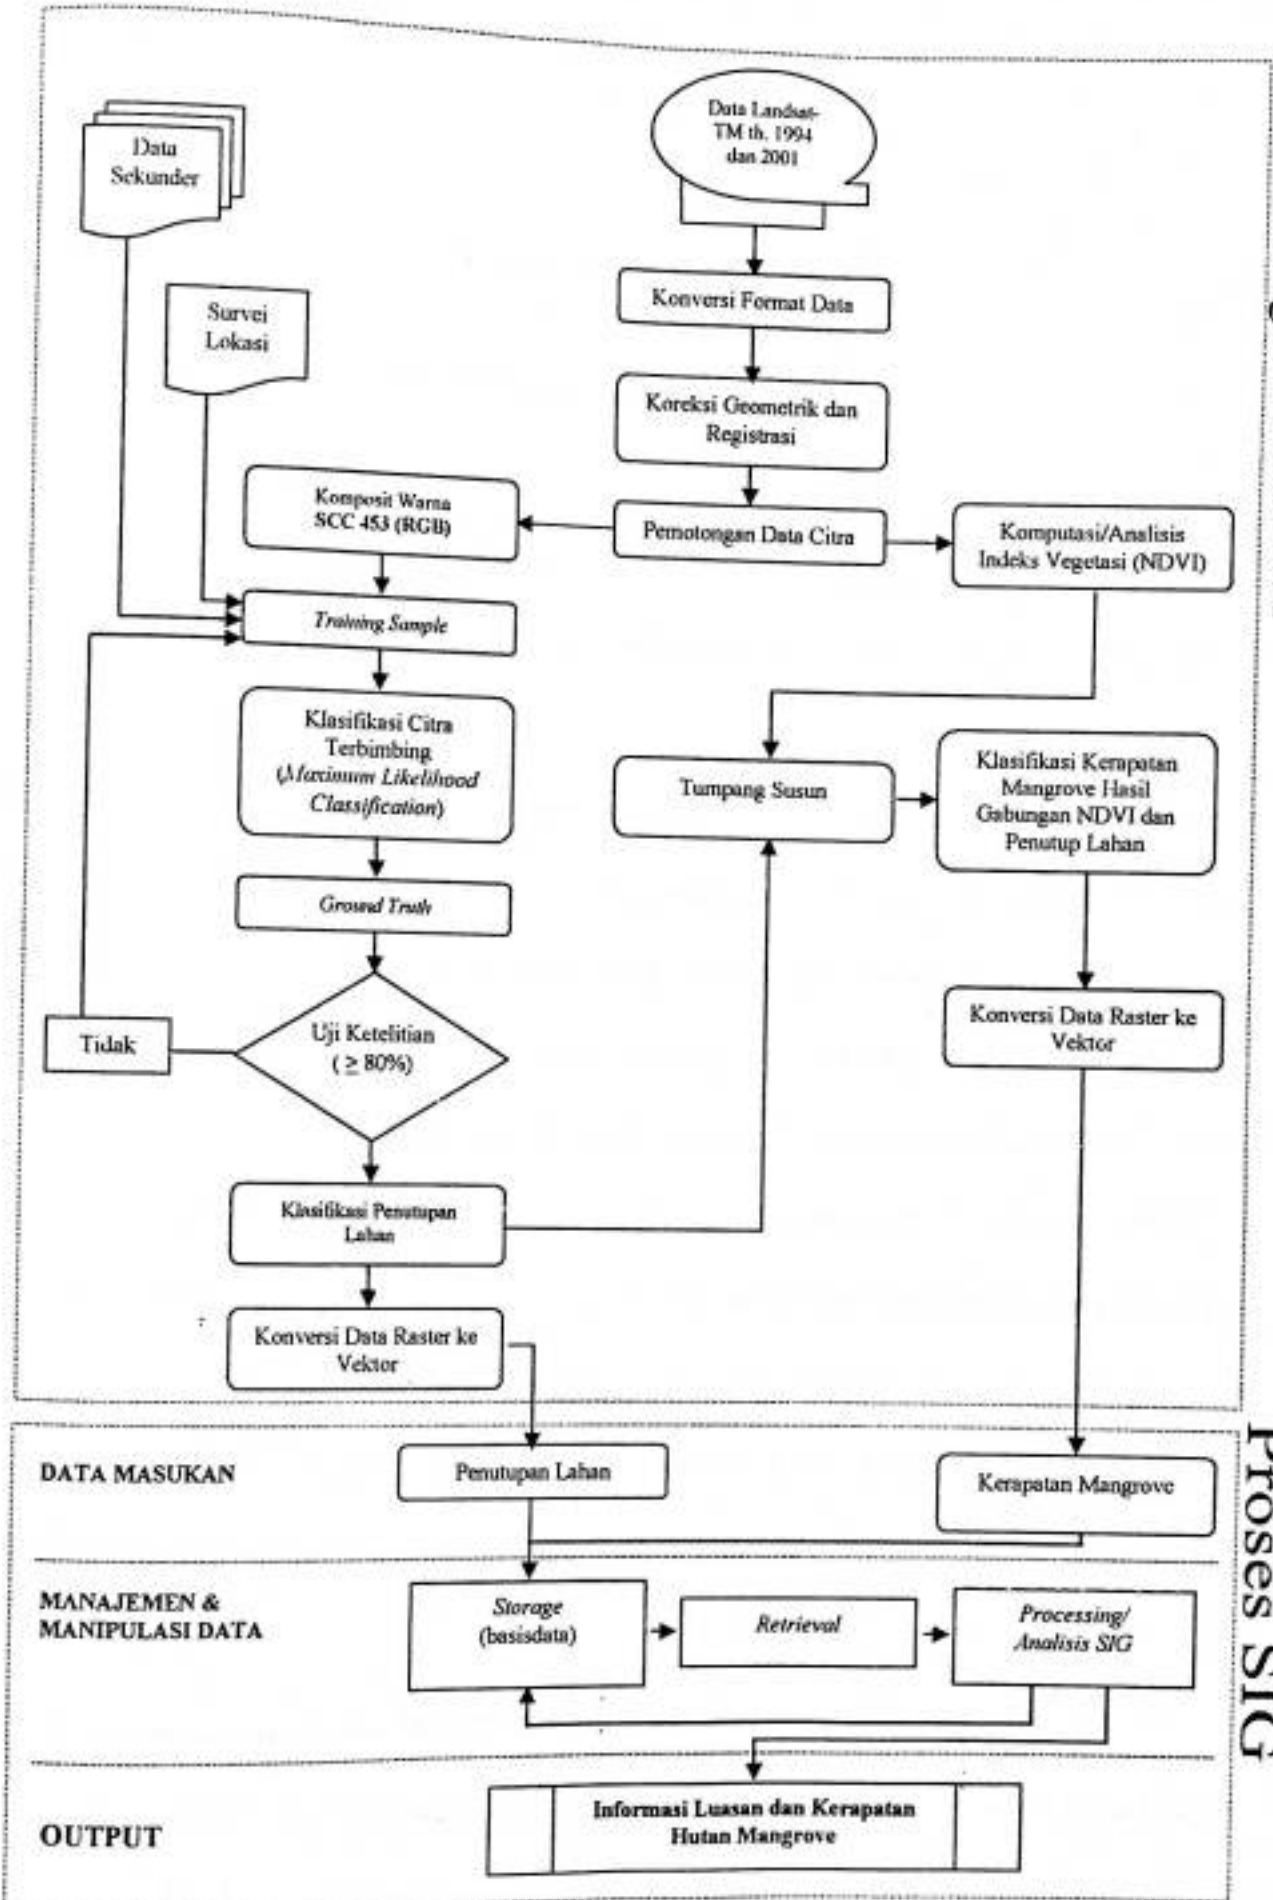 Data
Sekunder
Data Landsat-
TM th. 1994
dan 2001
Survei
Lokasi
Konversi Format Data
Koreksi Geometrik dan
Registrasi
Komposit Warna
SCC 453 (RGB)
Pemotongan Data Citra
Komputasi/Analisis
Indeks Vegetasi (NDVI)
Training Sample
Klasifikasi Citra
Terbimbing
(Maximum Likelihood
Classification)
Tumpang Susun
Klasifikasi Kerapatan
Mangrove Hasil
Gabungan NDVI dan
Penutup Lahan
Ground Truth
Uji Ketelitian
( ≥ 80%)
Tidak
Konversi Data Raster ke
Vektor
Klasifikasi Penutupan
Lahan
Konversi Data Raster ke
Vektor
DATA MASUKAN
Penutupan Lahan
Kerapatan Mangrove
Proses SIG
MANAJEMEN &
MANIPULASI DATA
Storage
(basisdata)
Retrieval
Processing/
Analisis SIG
OUTPUT
Informasi Luasan dan Kerapatan
Hutan Mangrove